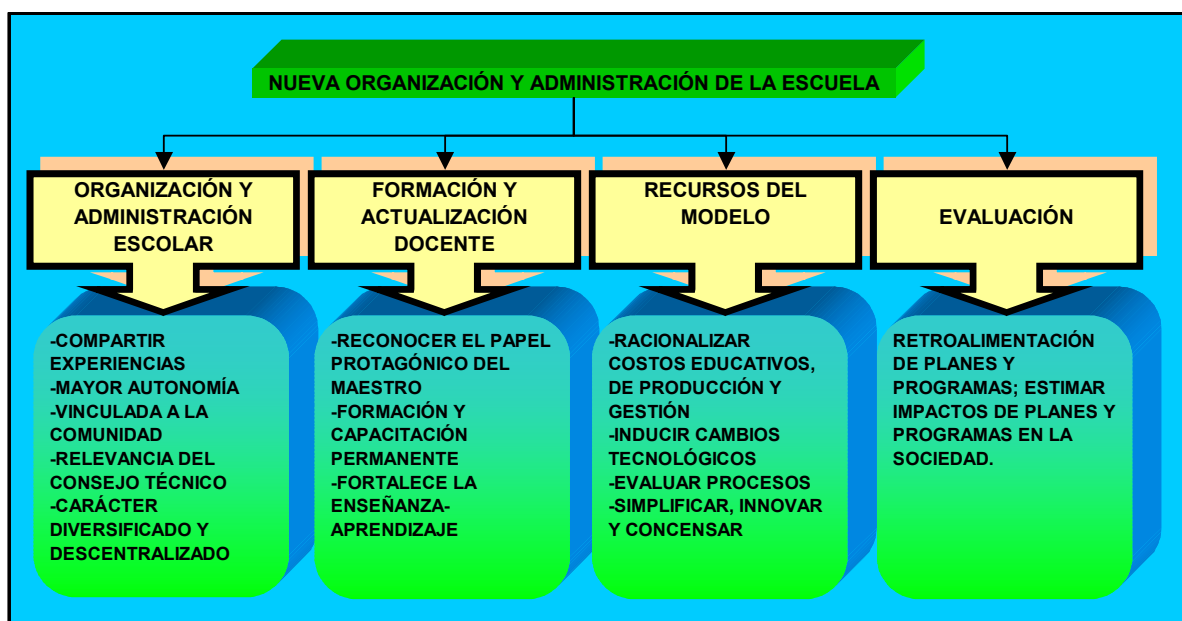 NUEVA ORGANIZACIÓN Y ADMINISTRACIÓN DE LA ESCUELA
ORGANIZACIÓN Y
ADMINISTRACIÓN
ESCOLAR
FORMACIÓN Y
ACTUALIZACIÓN
DOCENTE
RECURSOS DEL
MODELO
EVALUACIÓN
-COMPARTIR
EXPERIENCIAS
-MAYOR AUTONOMÍA
-VINCULADA A LA
COMUNIDAD
-RELEVANCIA DEL
CONSEJO TÉCNICO
-CARÁCTER
DIVERSIFICADO Y
DESCENTRALIZADO
-RECONOCER EL PAPEL
PROTAGÓNICO DEL
MAESTRO
-FORMACIÓN Y
CAPACITACIÓN
PERMANENTE
-FORTALECE LA
ENSEÑANZA-
APRENDIZAJE
-RACIONALIZAR
COSTOS EDUCATIVOS,
DE PRODUCCIÓN Y
GESTIÓN
-INDUCIR CAMBIOS
TECNOLÓGICOS
-EVALUAR PROCESOS
-SIMPLIFICAR, INNOVAR
Y CONCENSAR
RETROALIMENTACIÓN
DE PLANES Y
PROGRAMAS; ESTIMAR
IMPACTOS DE PLANES Y
PROGRAMAS EN LA
SOCIEDAD.